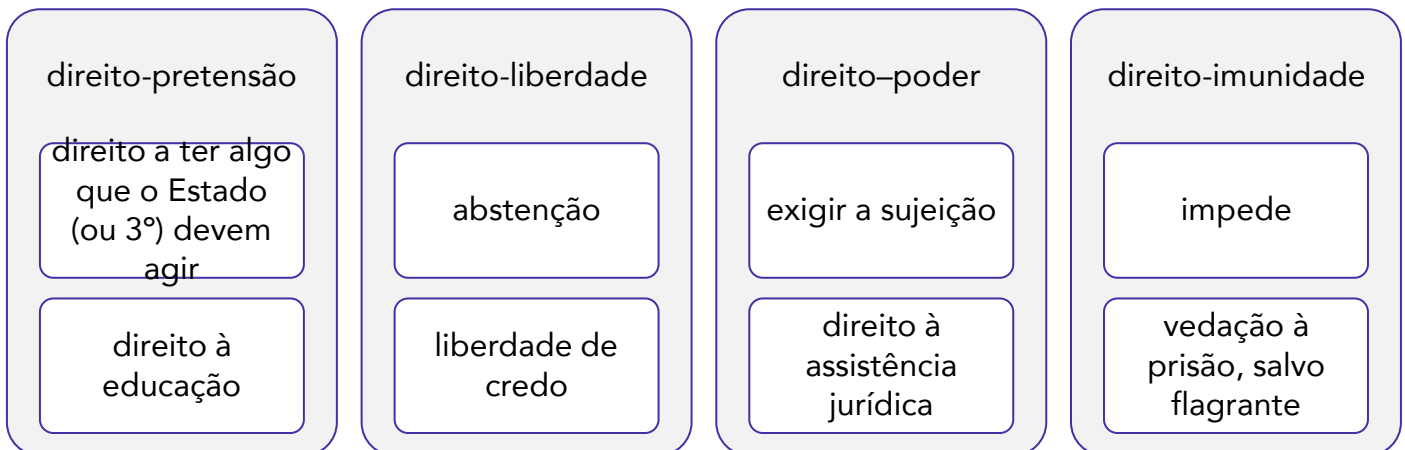 direito-pretensão
direito a ter algo
que o Estado
(ou 3º) devem
agir
direito à
educação
direito-liberdade
abstenção
liberdade de
credo
direito–poder
exigir a sujeição
direito à
assistência
jurídica
direito-imunidade
impede
vedação à
prisão, salvo
flagrante